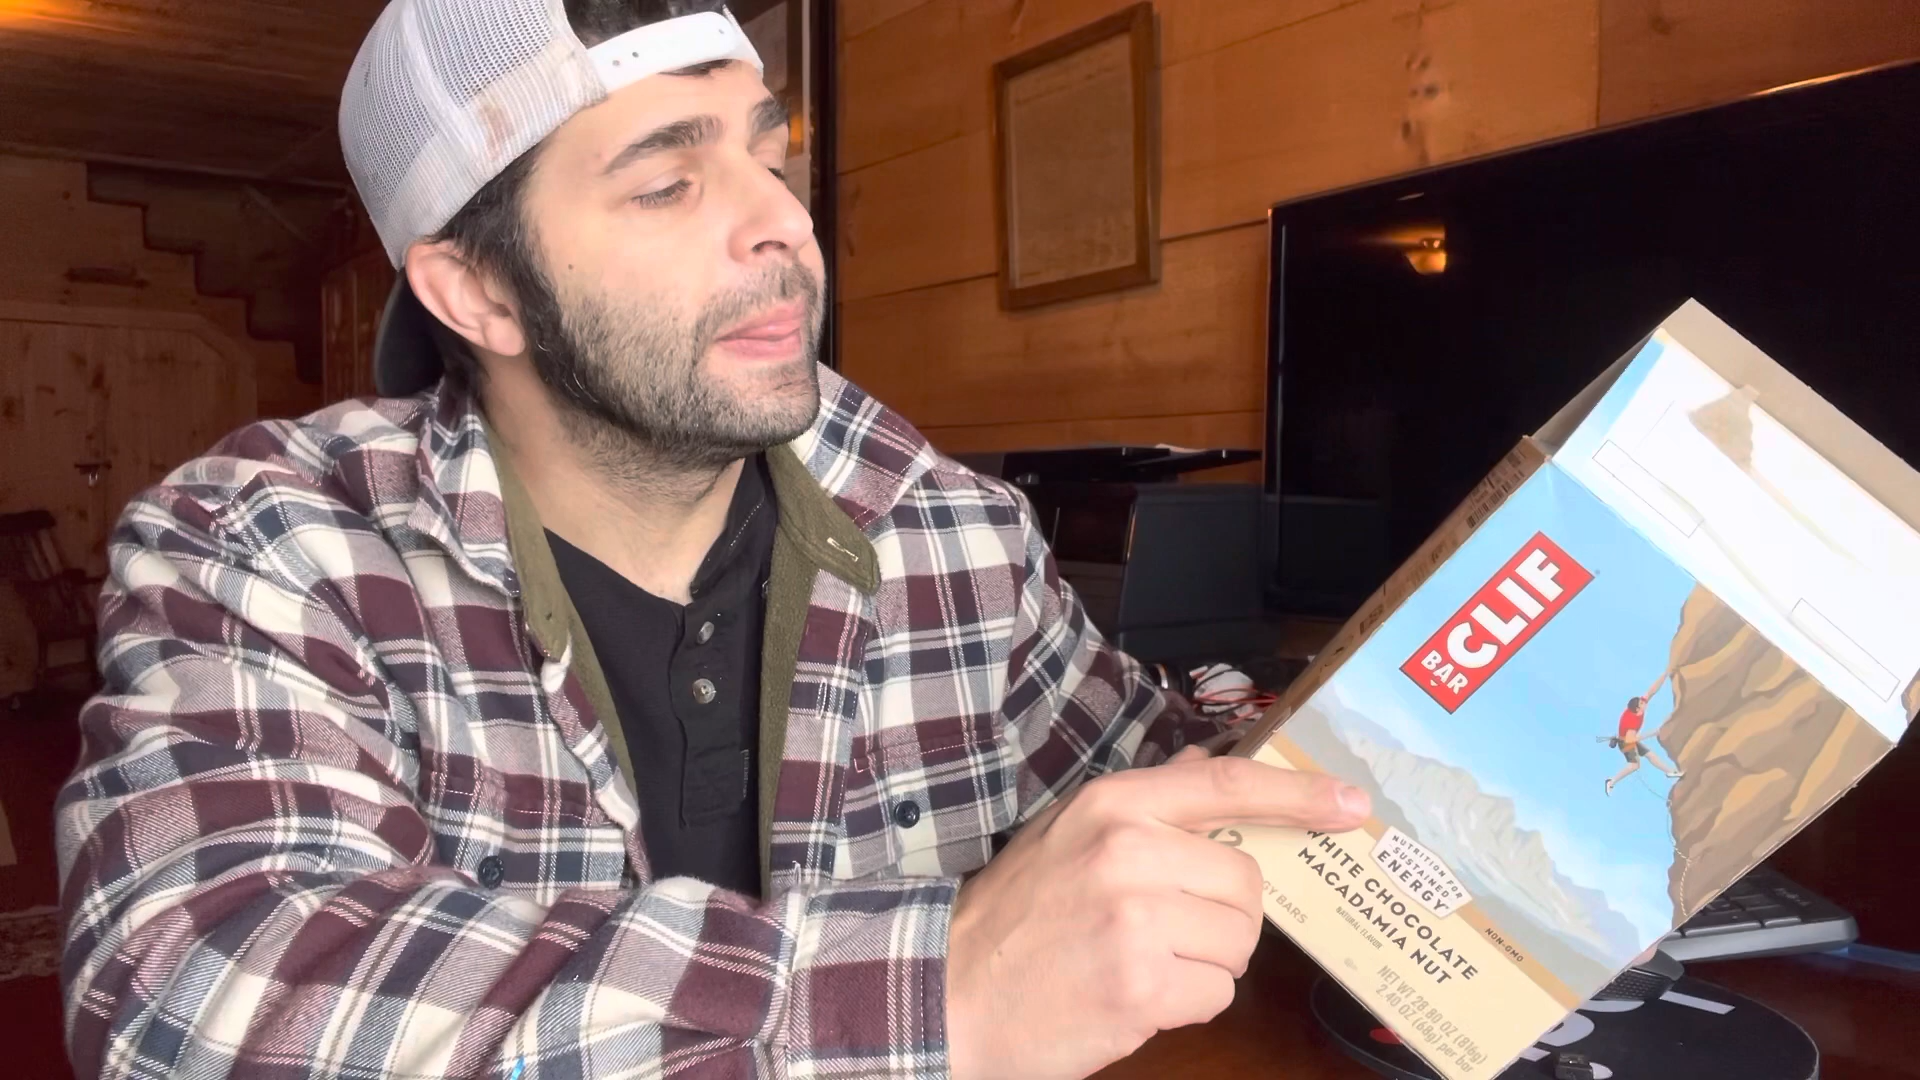 CLIF
BAR
NUTRITION FOR
SUSTAINED
ENERGY
WHITE CHOCOLATE
MACADAMIA NUT
NATURAL FLAVOR
NON-GMO
BARS
NET WT 28.80 OZ (816g)
2.40 OZ (68g) per bar